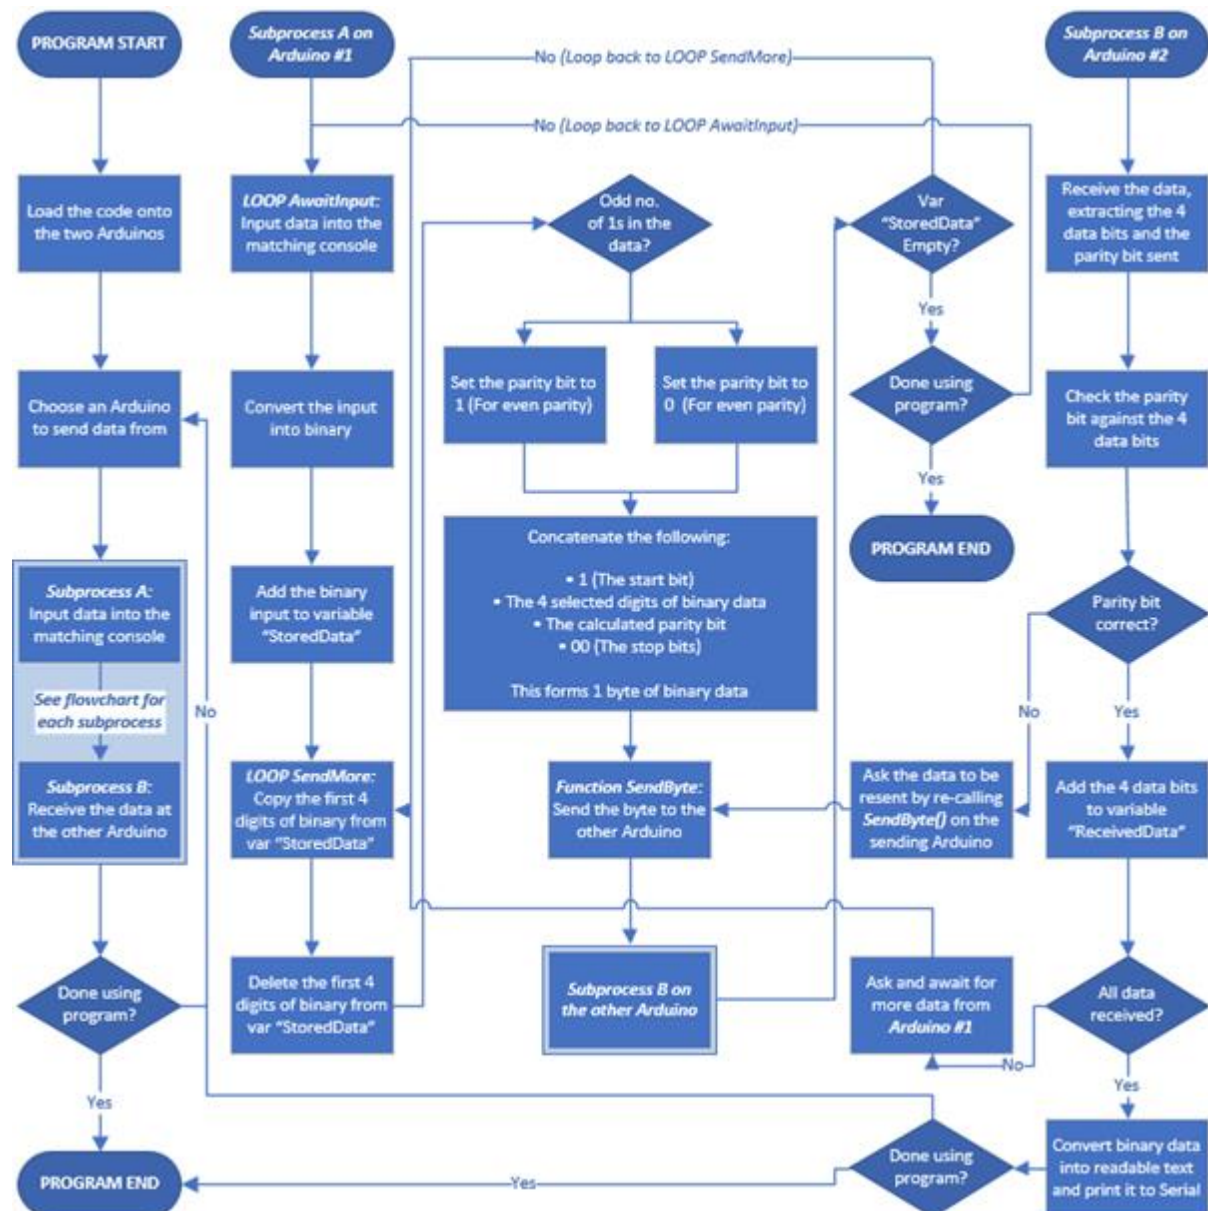 PROGRAM START
Load the code onto
the two Arduinos
Choose an Arduino
to send data from
Subprocess A:
Input data into the
matching console
See flowchart for
each subprocess
Subprocess B:
Receive the data at
the other Arduino
No
Done using
program?
Yes
PROGRAM END
Subprocess A on
Arduino #1
LOOP AwaitInput:
Input data into the
matching console
Convert the input
into binary
Add the binary
input to variable
"StoredData"
LOOP SendMore:
Copy the first 4
digits of binary from
var "StoredData"
Delete the first 4
digits of binary from
var "StoredData"
No (Loop back to LOOP SendMore)
No (Loop back to LOOP AwaitInput)
Odd no.
of 1s in the
data?
Set the parity bit to
1 (For even parity)
Set the parity bit to
0 (For even parity)
Concatenate the following:
• 1 (The start bit)
• The 4 selected digits of binary data
• The calculated parity bit
• 00 (The stop bits)
This forms 1 byte of binary data
Function SendByte:
Send the byte to the
other Arduino
Subprocess B on
the other Arduino
Var
"StoredData"
Empty?
Yes
Done using
program?
Yes
PROGRAM END
Subprocess B on
Arduino #2
Receive the data,
extracting the 4
data bits and the
parity bit sent
Check the parity
bit against the 4
data bits
Parity bit
correct?
No
Yes
Ask the data to be
resent by re-calling
SendByte() on the
sending Arduino
Add the 4 data bits
to variable
"ReceivedData"
All data
received?
No
Ask and await for
more data from
Arduino #1
Yes
Convert binary data
into readable text
and print it to Serial
Done using
program?
Yes